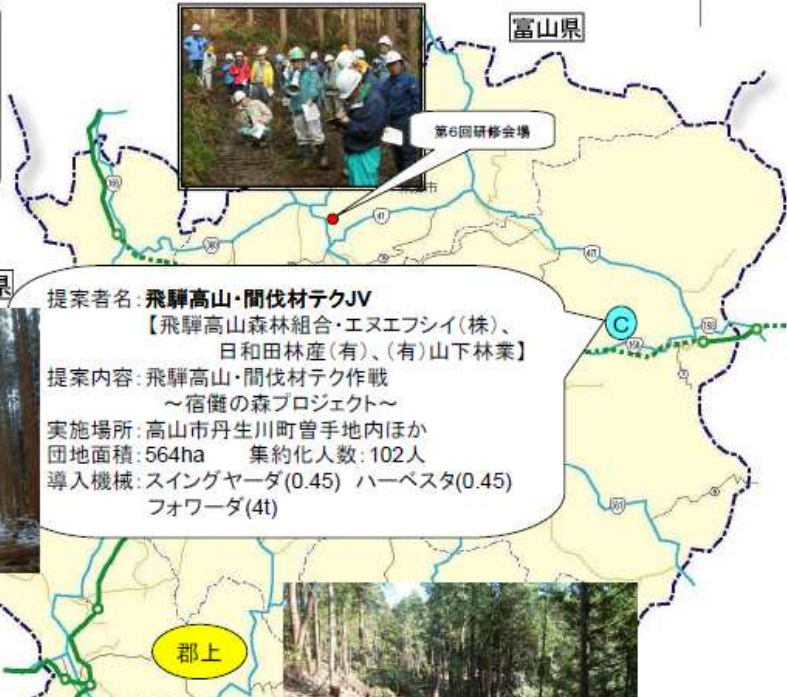 富山県
第6回研修会場
市
41
471
県
提案者名:飛騨高山・間伐材テクJV
【飛騨高山森林組合・エヌエフシイ(株)、
日和田林産(有)、(有)山下林業】
提案内容:飛騨高山・間伐材テク作戦
～宿儺の森プロジェクト～
実施場所:高山市丹生川町曽手地内ほか
団地面積:564ha 集約化人数:102人
導入機械:スイングヤーダ(0.45) ハーベスタ(0.45)
フォワーダ(4t)
C
158
158
361
郡上